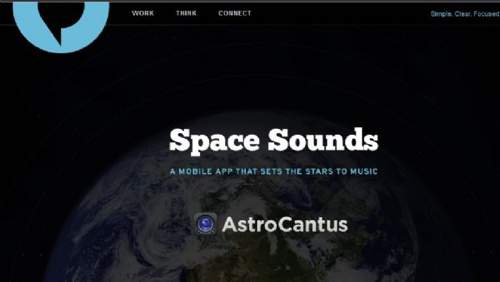 WORK THINK CONNECT Simple. Clear. Focused
Space Sounds
A MOBILE APP THAT SETS THE STARS TO MUSIC
AstroCantus